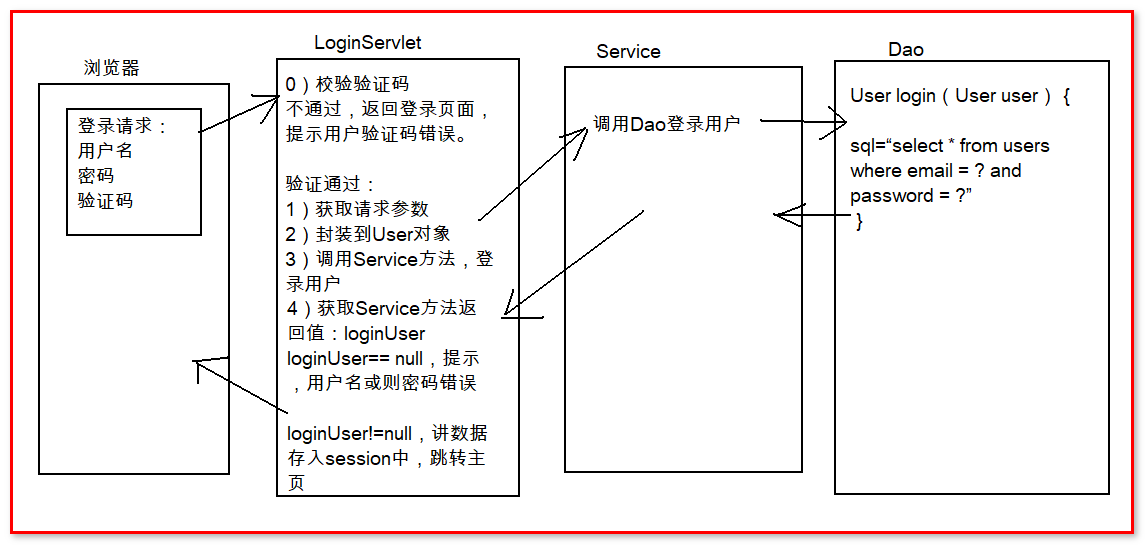 浏览器
登录请求：
用户名
密码
验证码
LoginServlet
0）校验验证码
不通过，返回登录页面，
提示用户验证码错误。
验证通过：
1）获取请求参数
2）封装到User对象
3）调用Service方法，登
录用户
4）获取Service方法返
回值：loginUser
loginUser== null，提示
，用户名或则密码错误
loginUser!=null，讲数据
存入session中，跳转主
页
Service
调用Dao登录用户
Dao
User login（User user）{
sql=“select * from users
where email = ? and
password = ?”
}